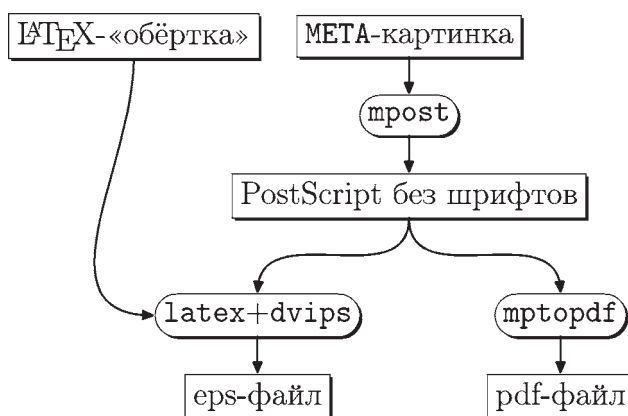 LATEX-«обёртка»
META-картинка
mpost
PostScript без шрифтов
latex+dvips
mptopdf
eps-файл
pdf-файл